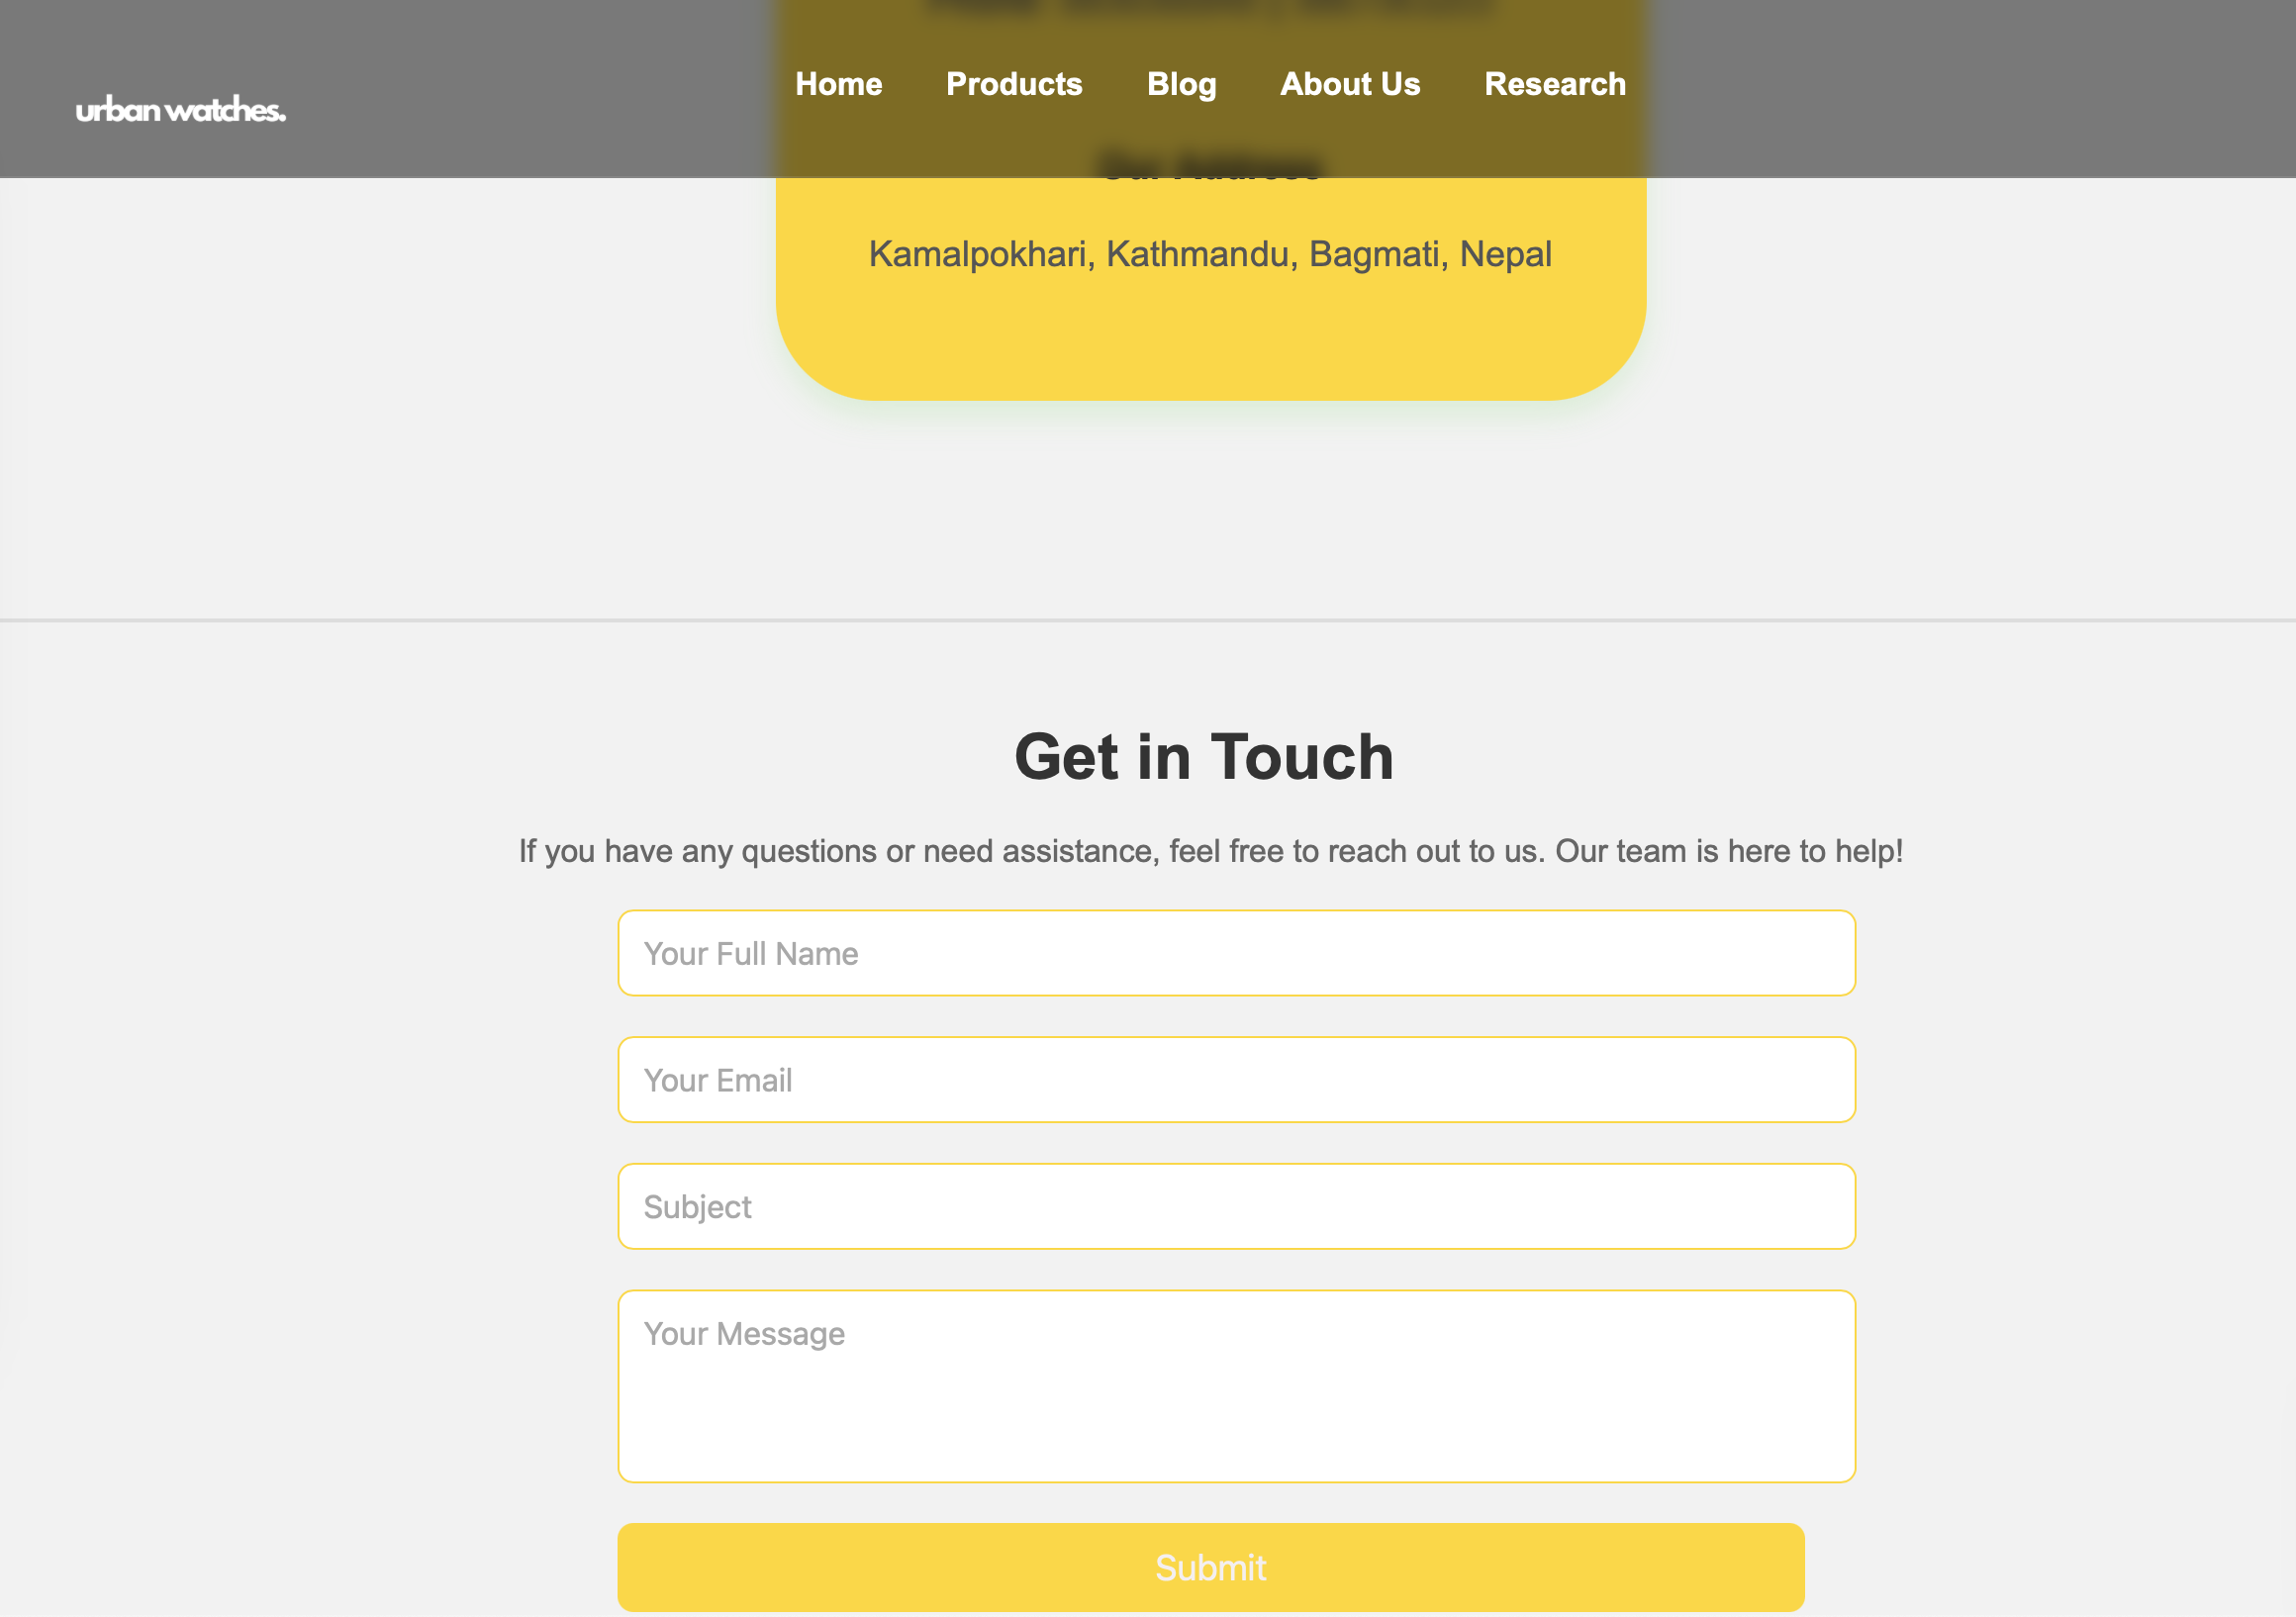 Home Products Blog About Us Research
urban watches.
Our Address
Kamalpokhari, Kathmandu, Bagmati, Nepal
Get in Touch
If you have any questions or need assistance, feel free to reach out to us. Our team is here to help!
Your Full Name
Your Email
Subject
Your Message
Submit